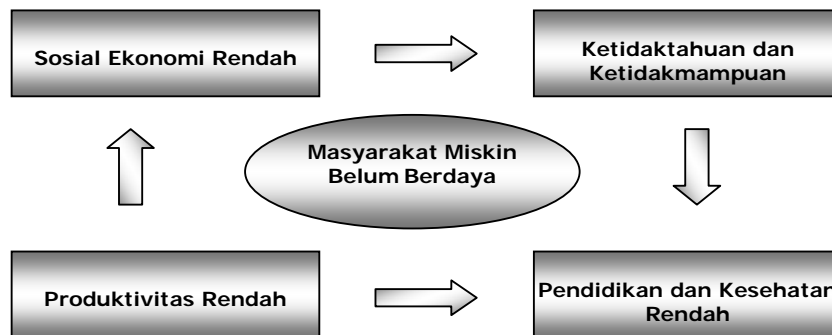 Sosial Ekonomi Rendah
Ketidaktahuan dan
Ketidakmampuan
Masyarakat Miskin
Belum Berdaya
Produktivitas Rendah
Pendidikan dan Kesehatan
Rendah